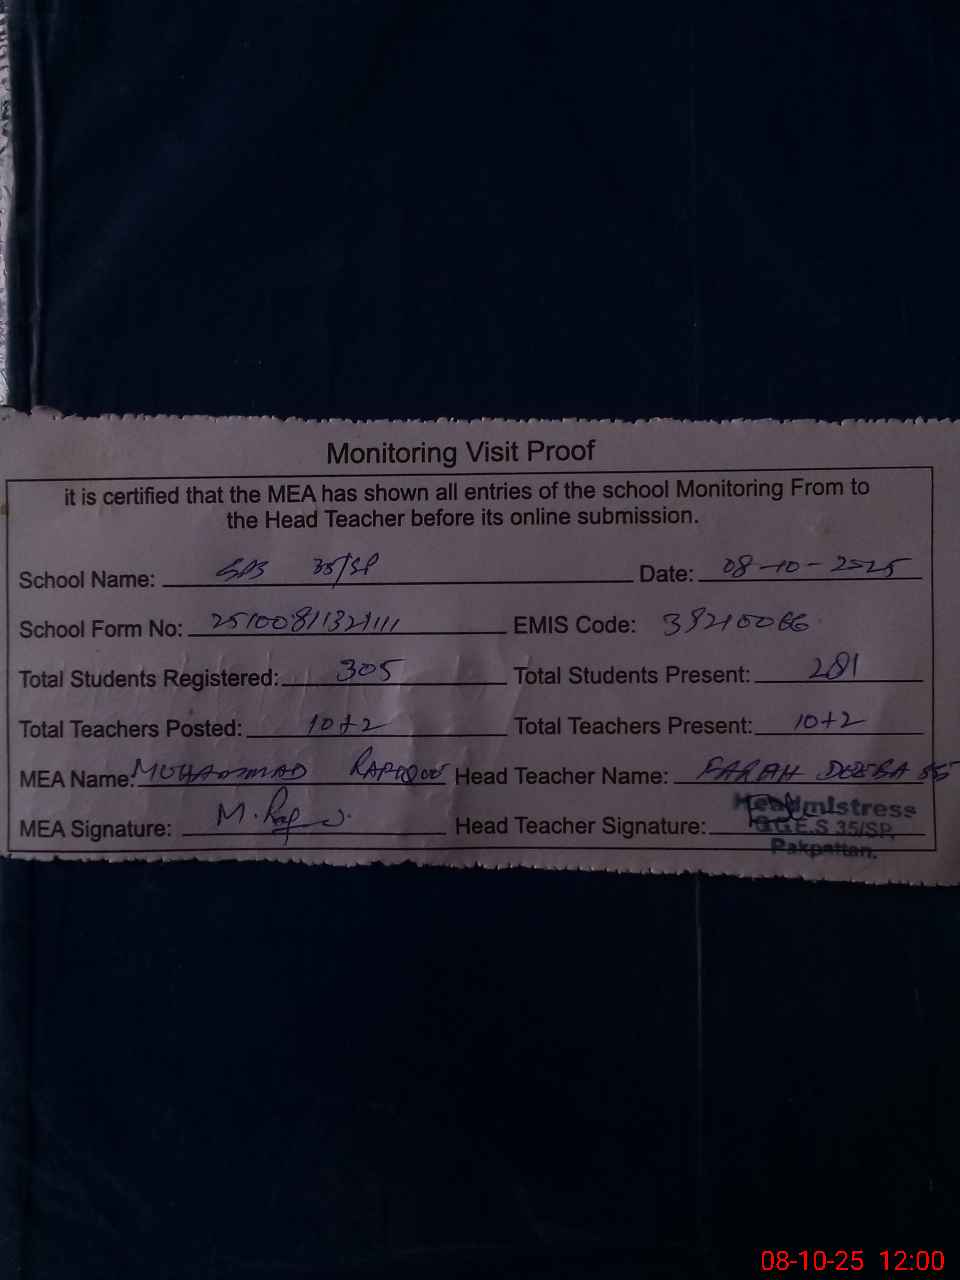 Monitoring Visit Proof
it is certified that the MEA has shown all entries of the school Monitoring From to
the Head Teacher before its online submission.
School Name: 35/SP Date: 08-10-2025
School Form No: EMIS Code:
Total Students Registered: 305 Total Students Present: 281
Total Teachers Posted: 10+2 Total Teachers Present: 10+2
MEA Name: MUHAMMAD Head Teacher Name: FARAH DEEBA
MEA Signature: Head Teacher Signature:
Headmistress
G.G.E.S 35/SP,
Pakpattan.
08-10-25 12:00